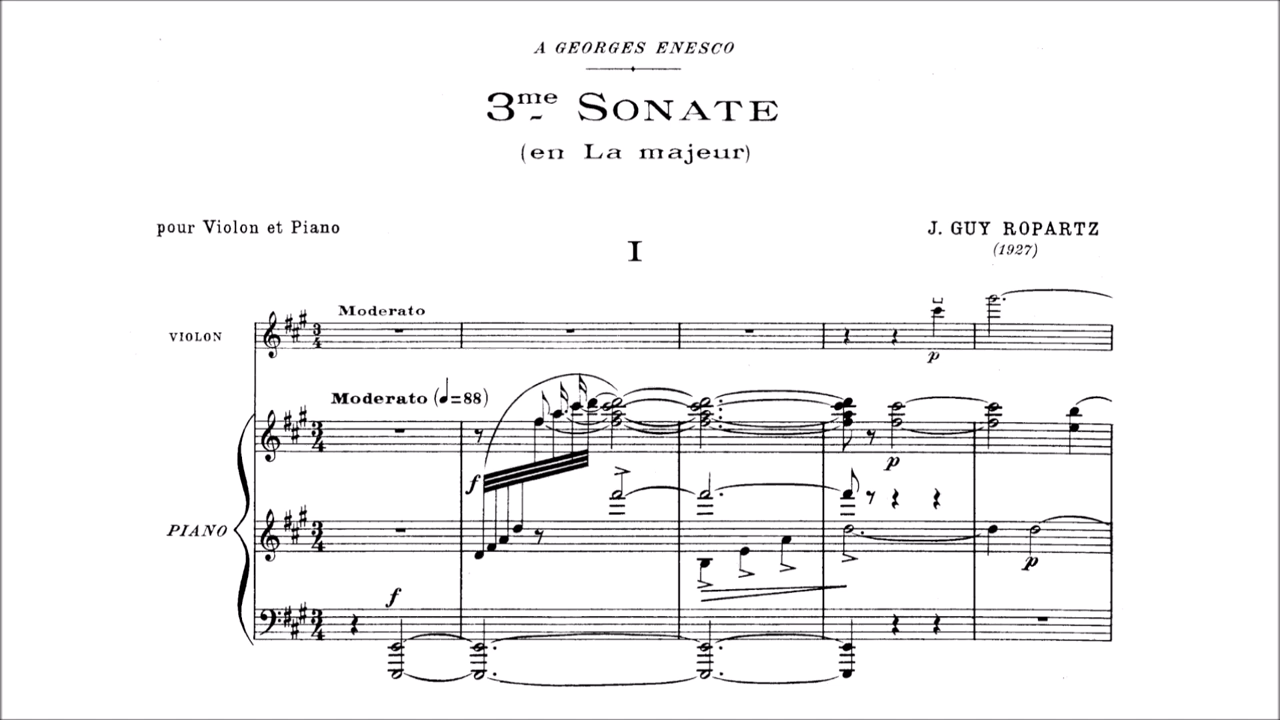 A GEORGES ENESCO
3me SONATE
(en La majeur)
pour Violon et Piano
J. GUY ROPARTZ
(1927)
I
Moderato
VIOLON
p
Moderato (♩=88)
f
p
PIANO
p
f